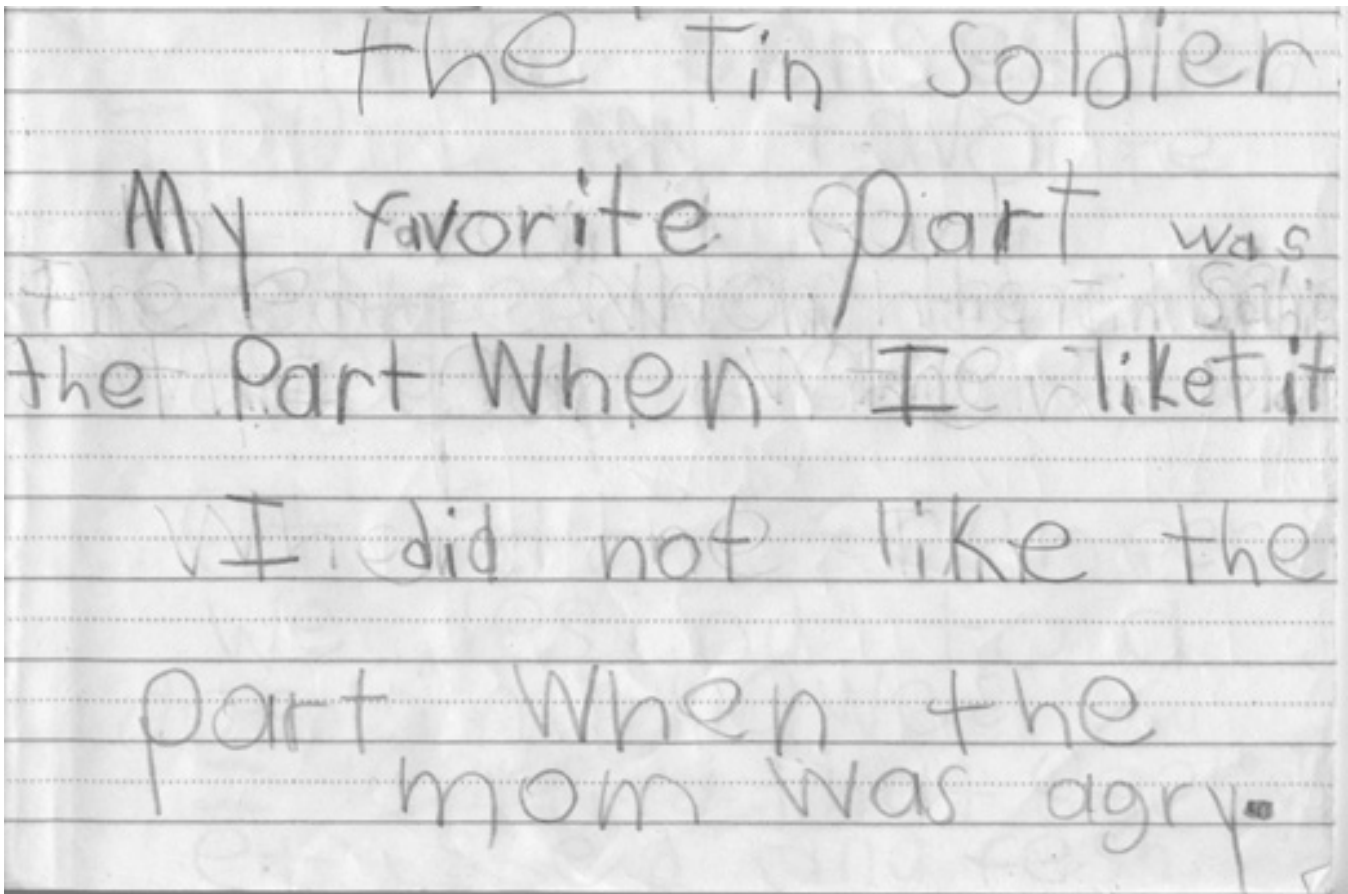 the Tin Soldier
My favorite part was
the Part When I liket it
I did not like the
part When the
mom was agry.